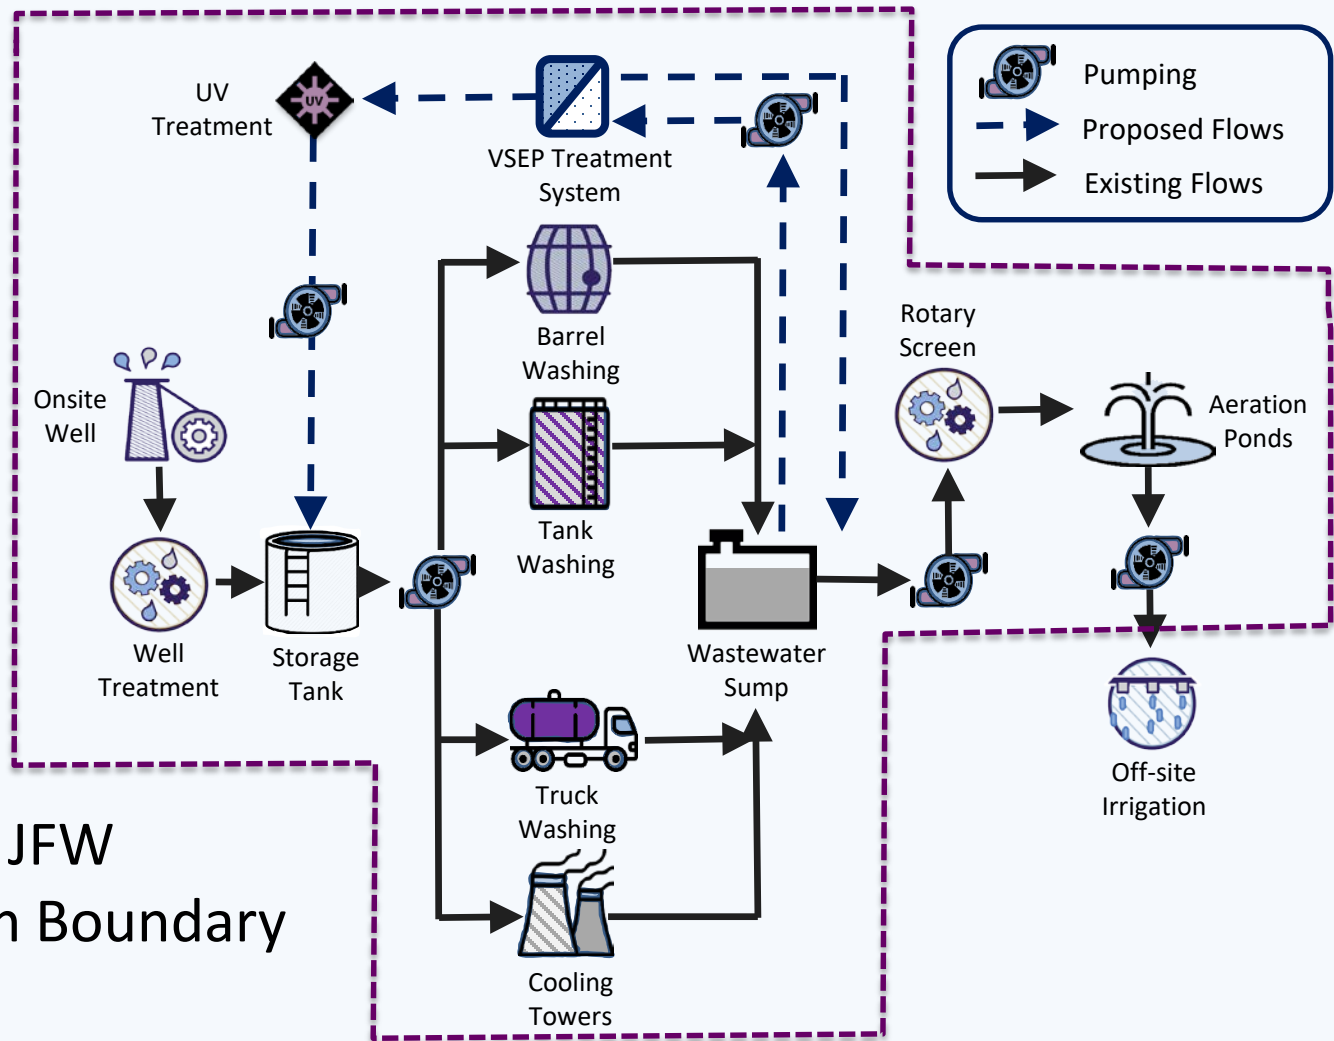 Pumping
Proposed Flows
Existing Flows
UV
Treatment
UV
VSEP Treatment
System
Barrel
Washing
Rotary
Screen
Onsite
Well
Aeration
Ponds
Tank
Washing
Well
Treatment
Storage
Tank
Wastewater
Sump
Truck
Washing
Off-site
Irrigation
JFW
Boundary
Cooling
Towers